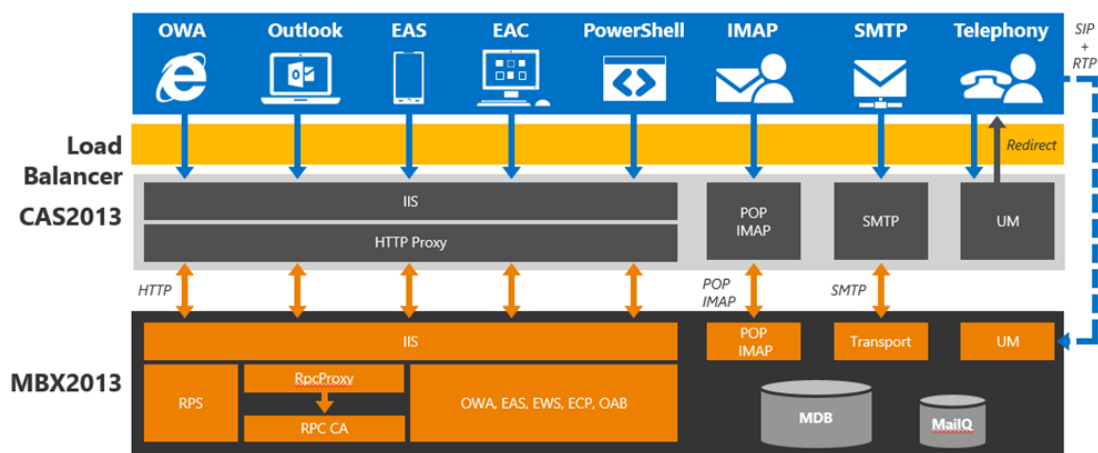 OWA
Outlook
EAS
EAC
PowerShell
IMAP
SMTP
Telephony
SIP
+
RTP
Load
Balancer
Redirect
CAS2013
IIS
HTTP Proxy
POP
IMAP
SMTP
UM
HTTP
POP
IMAP
SMTP
MBX2013
IIS
POP
IMAP
Transport
UM
RPS
RpcProxy
RPC CA
OWA, EAS, EWS, ECP, OAB
MDB
MailQ